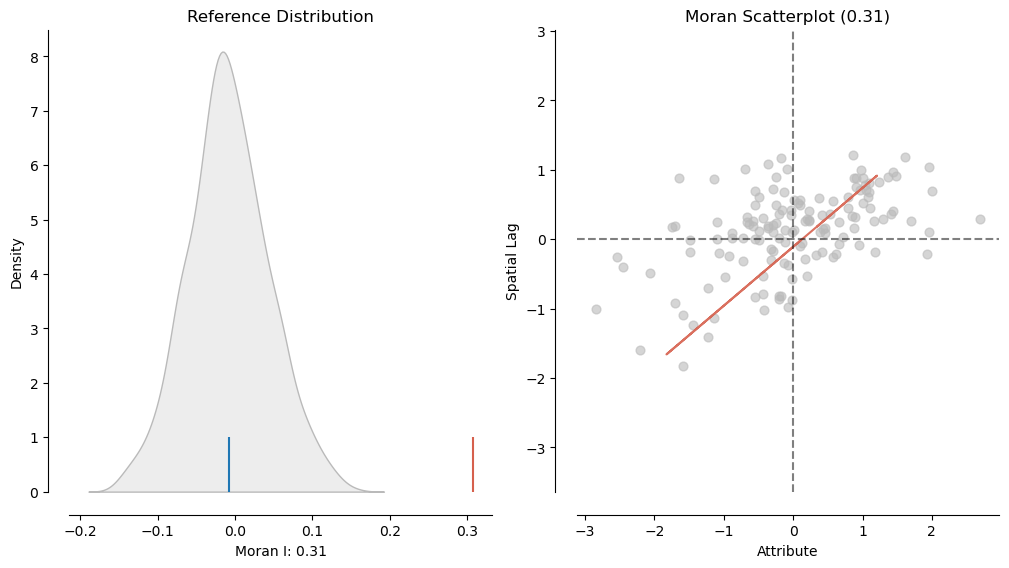 Reference Distribution
8
7
6
5
4
3
2
1
0
Density
−0.2 −0.1 0.0 0.1 0.2 0.3
Moran I: 0.31
Moran Scatterplot (0.31)
3
2
1
0
−1
−2
−3
Spatial Lag
−3 −2 −1 0 1 2
Attribute